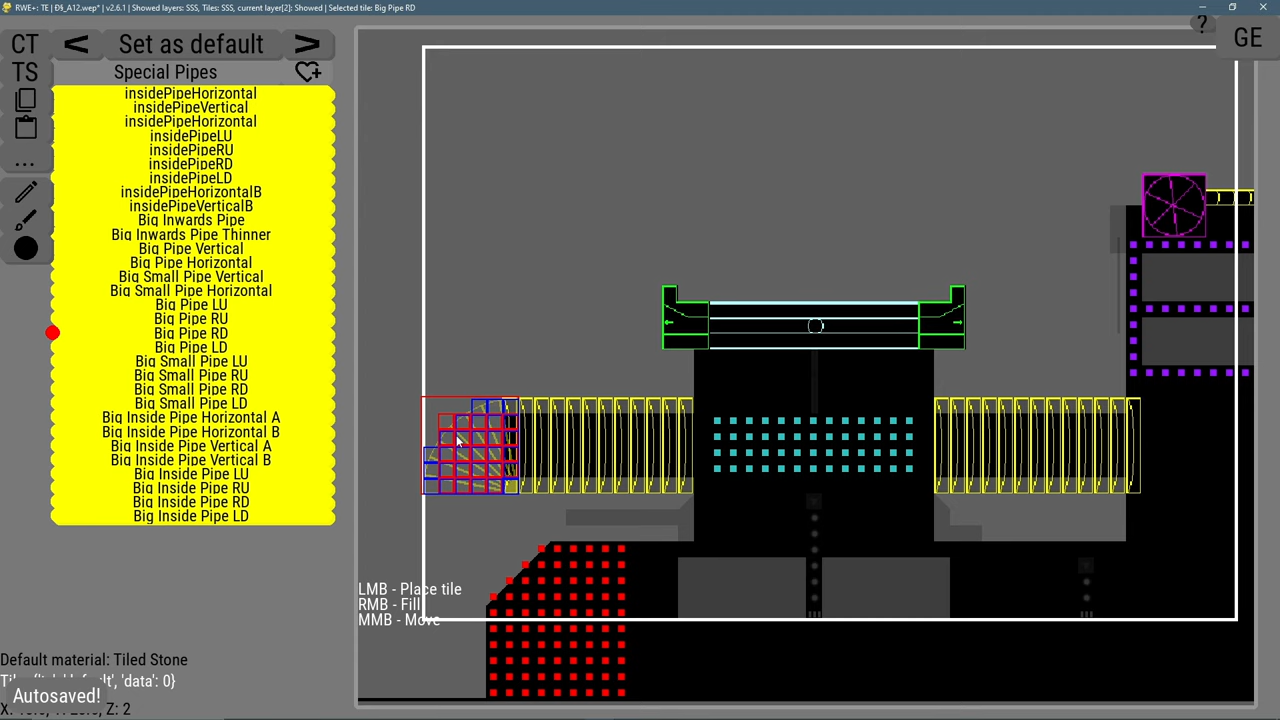 RWE+: TE | Ð§_A12.wep* | v2.6.1 | Showed layers: SSS, Tiles: SSS, current layer[2]: Showed | Selected tile: Big Pipe RD
CT
<
Set as default
>
?
GE
TS
Special Pipes
insidePipeHorizontal
insidePipeVertical
insidePipeHorizontal
insidePipeLU
insidePipeRU
insidePipeRD
insidePipeLD
insidePipeHorizontalB
insidePipeVerticalB
Big Inwards Pipe
Big Inwards Pipe Thinner
Big Pipe Vertical
Big Pipe Horizontal
Big Small Pipe Vertical
Big Small Pipe Horizontal
Big Pipe LU
Big Pipe RU
Big Pipe RD
Big Pipe LD
Big Small Pipe LU
Big Small Pipe RU
Big Small Pipe RD
Big Small Pipe LD
Big Inside Pipe Horizontal A
Big Inside Pipe Horizontal B
Big Inside Pipe Vertical A
Big Inside Pipe Vertical B
Big Inside Pipe LU
Big Inside Pipe RU
Big Inside Pipe RD
Big Inside Pipe LD
LMB - Place tile
RMB - Fill
MMB - Move
Default material: Tiled Stone
'data': 0}
Autosaved!
Z: 2